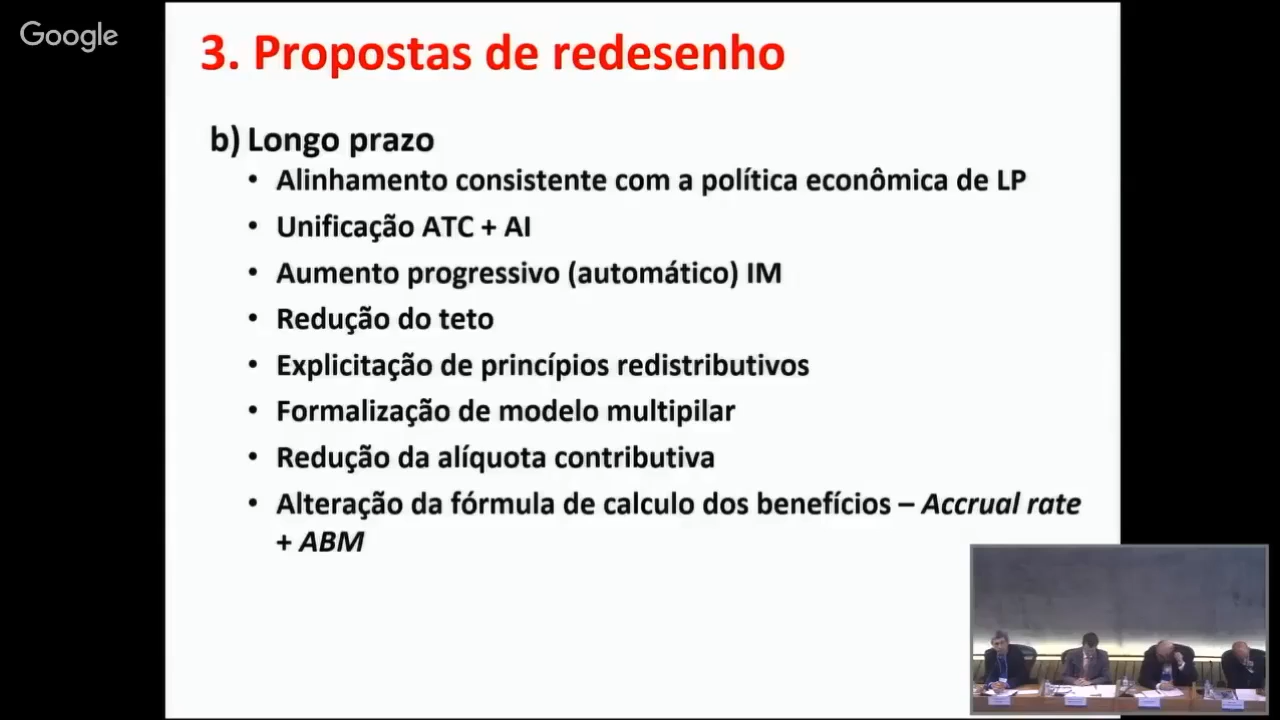 Google
3. Propostas de redesenho
b) Longo prazo
• Alinhamento consistente com a política econômica de LP
• Unificação ATC + AI
• Aumento progressivo (automático) IM
• Redução do teto
• Explicitação de princípios redistributivos
• Formalização de modelo multipilar
• Redução da alíquota contributiva
• Alteração da fórmula de calculo dos benefícios – Accrual rate
+ ABM